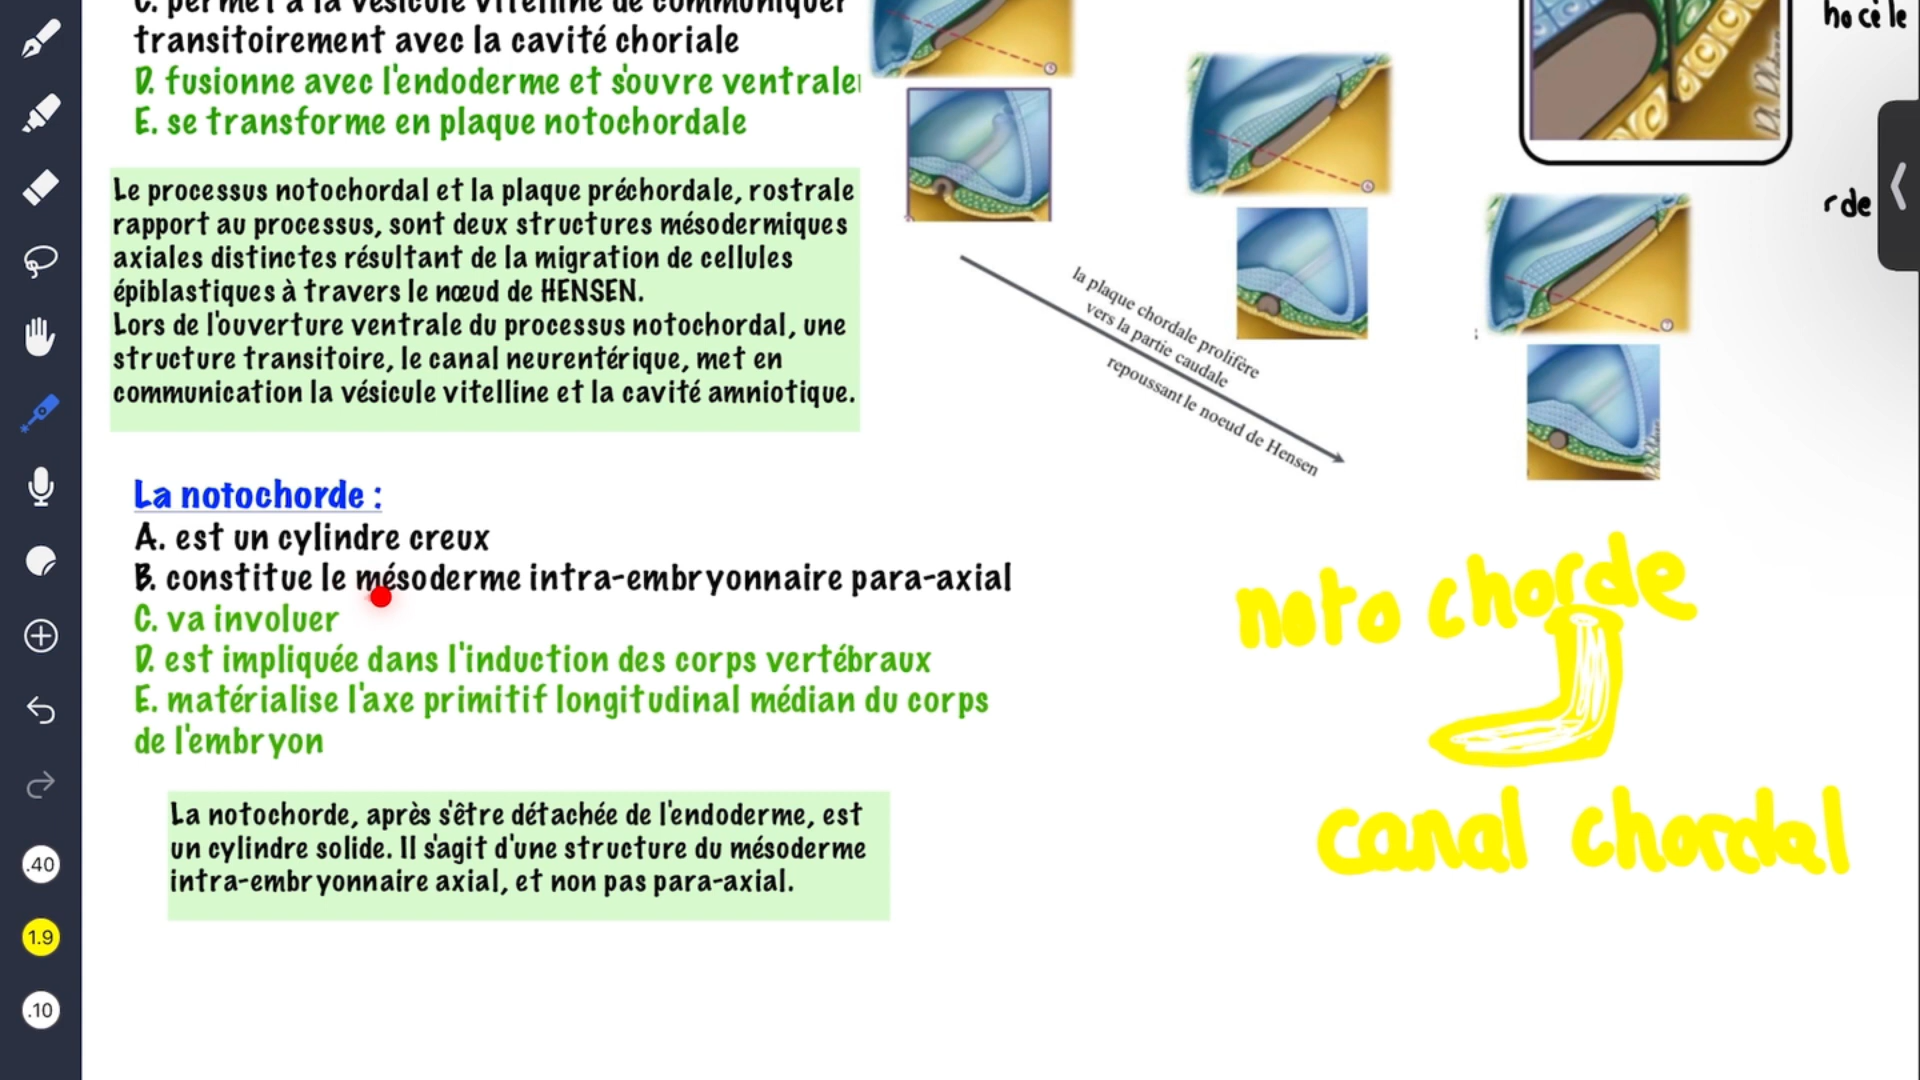 C. permet à la vésicule vitelline de communiquer
transitoirement avec la cavité choriale
D. fusionne avec l'endoderme et s'ouvre
E. se transforme en plaque notochordale
Le processus notochordal et la plaque préchordale, rostrale
rapport au processus, sont deux structures mésodermiques
axiales distinctes résultant de la migration de cellules
épiblastiques à travers le nœud de HENSEN.
Lors de l'ouverture ventrale du processus notochordal, une
structure transitoire, le canal neurentérique, met en
communication la vésicule vitelline et la cavité amniotique.
La notochorde :
A. est un cylindre creux
B. constitue le mésoderme intra-embryonnaire para-axial
C. va involuer
D. est impliquée dans l'induction des corps vertébraux
E. matérialise l'axe primitif longitudinal médian du corps
de l'embryon
La notochorde, après s'être détachée de l'endoderme, est
un cylindre solide. Il s'agit d'une structure du mésoderme
intra-embryonnaire axial, et non pas para-axial.
la plaque chordale prolifère
vers la partie caudale
repoussant le noeud de Hensen
5
6
7
noto chorde
canal chordal
rde
.40
1.9
.10